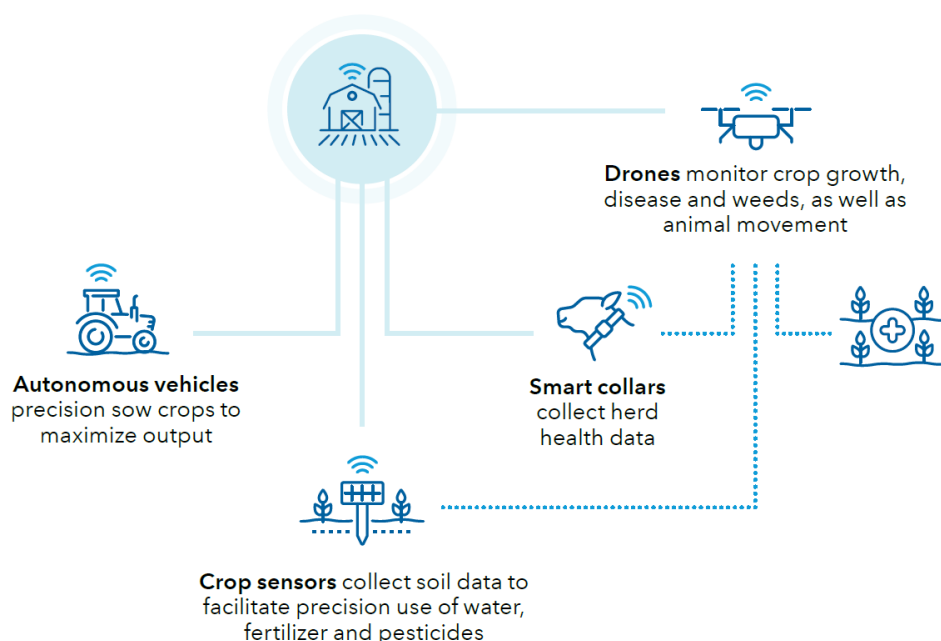 Drones monitor crop growth,
disease and weeds, as well as
animal movement
Autonomous vehicles
precision sow crops to
maximize output
Smart collars
collect herd
health data
Crop sensors collect soil data to
facilitate precision use of water,
fertilizer and pesticides